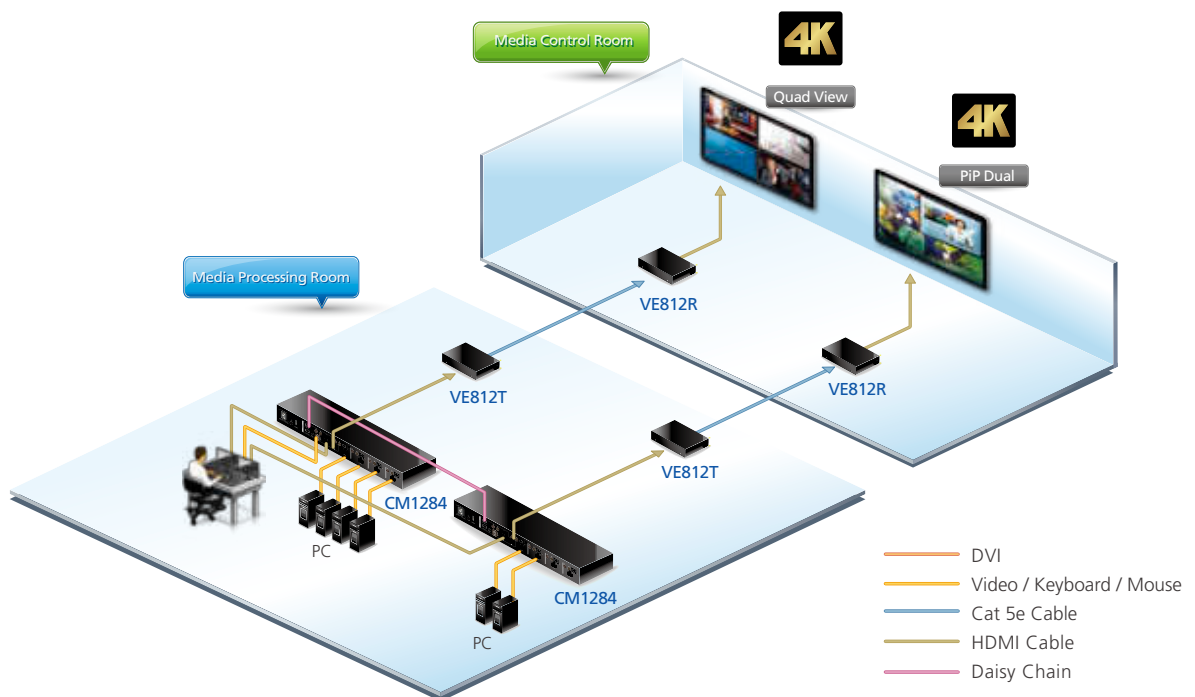 Media Control Room
4K
Quad View
4K
PiP Dual
Media Processing Room
VE812R
VE812T
VE812R
VE812T
CM1284
PC
CM1284
PC
DVI
Video / Keyboard / Mouse
Cat 5e Cable
HDMI Cable
Daisy Chain